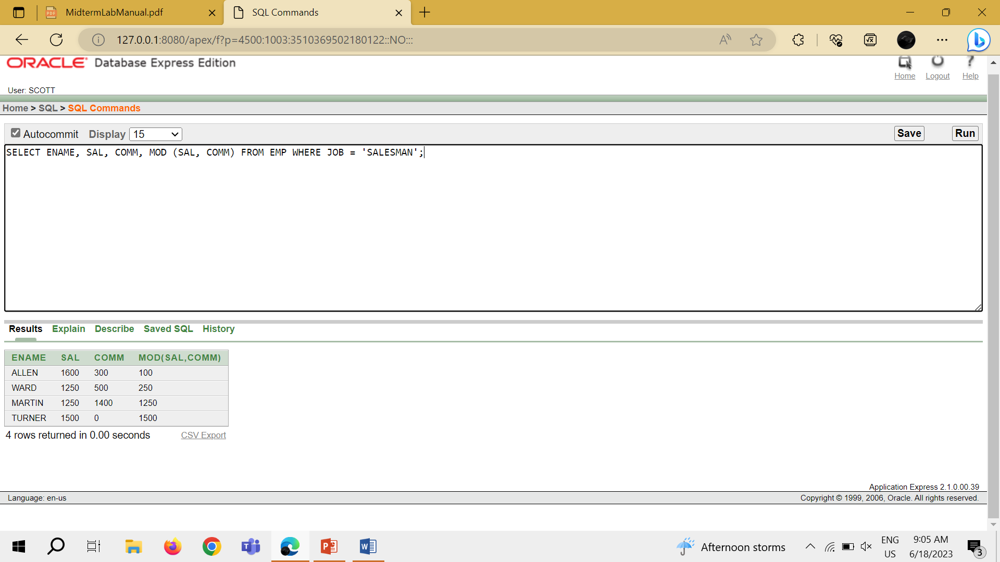 MidtermLabManual.pdf
SQL Commands
127.0.0.1:8080/apex/f?p=4500:1003:3510369502180122::NO:::
ORACLE Database Express Edition
Home Logout Help
User: SCOTT
Home > SQL > SQL Commands
Autocommit Display 15 Save Run
SELECT ENAME, SAL, COMM, MOD (SAL, COMM) FROM EMP WHERE JOB = 'SALESMAN';
Results Explain Describe Saved SQL History
ENAME SAL COMM MOD(SAL,COMM)
ALLEN 1600 300 100
WARD 1250 500 250
MARTIN 1250 1400 1250
TURNER 1500 0 1500
4 rows returned in 0.00 seconds CSV Export
Application Express 2.1.0.00.39
Language: en-us Copyright © 1999, 2006, Oracle. All rights reserved.
Afternoon storms
ENG
US
9:05 AM
6/18/2023
3